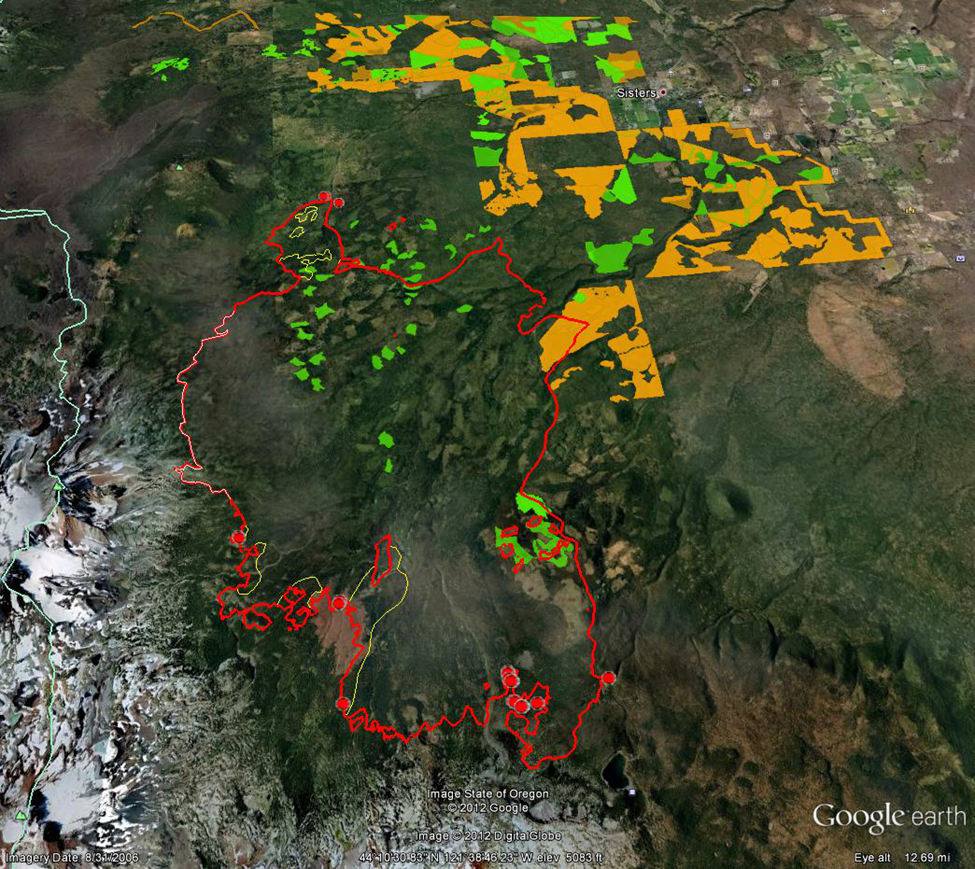 Sisters
Image State of Oregon
© 2012 Google
Image © 2012 DigitalGlobe
Google earth
Imagery Date 8/31/2006
44°10'30.83" N 121°38'46.23" W elev 5083 ft
Eye alt 12.69 mi